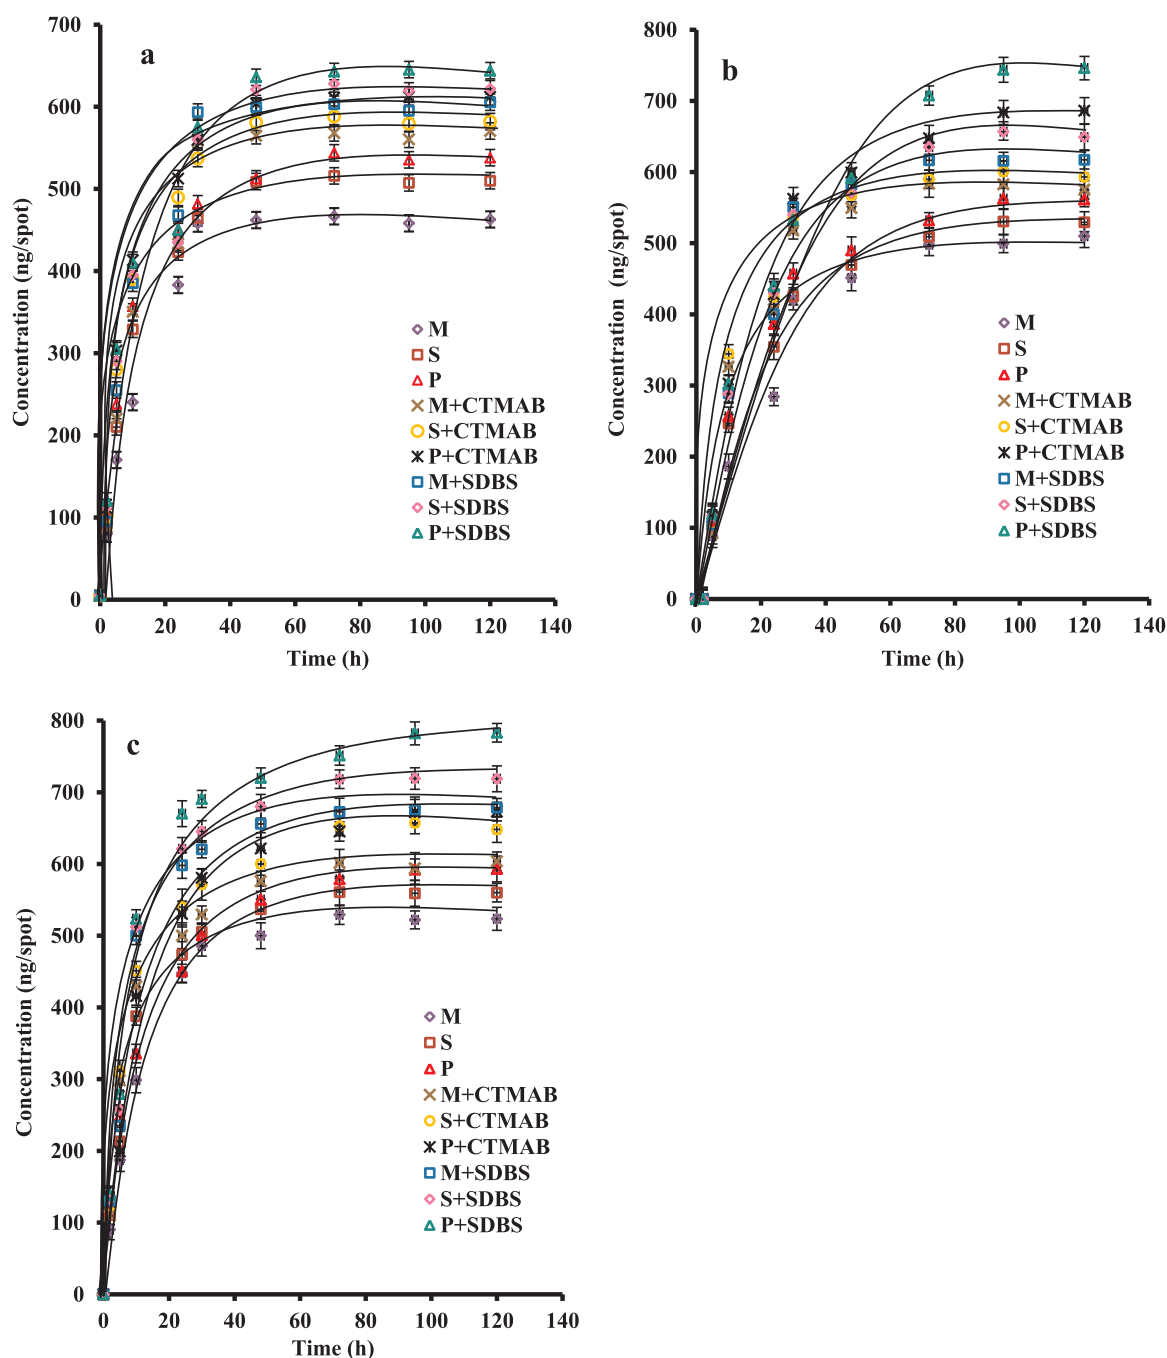 a
Concentration (ng/spot)
700
600
500
400
300
200
100
0
0 20 40 60 80 100 120 140
Time (h)
M
S
P
M+CTMAB
S+CTMAB
P+CTMAB
M+SDBS
S+SDBS
P+SDBS
b
Concentration (ng/spot)
800
700
600
500
400
300
200
100
0
0 20 40 60 80 100 120 140
Time (h)
M
S
P
M+CTMAB
S+CTMAB
P+CTMAB
M+SDBS
S+SDBS
P+SDBS
c
Concentration (ng/spot)
800
700
600
500
400
300
200
100
0
0 20 40 60 80 100 120 140
Time (h)
M
S
P
M+CTMAB
S+CTMAB
P+CTMAB
M+SDBS
S+SDBS
P+SDBS